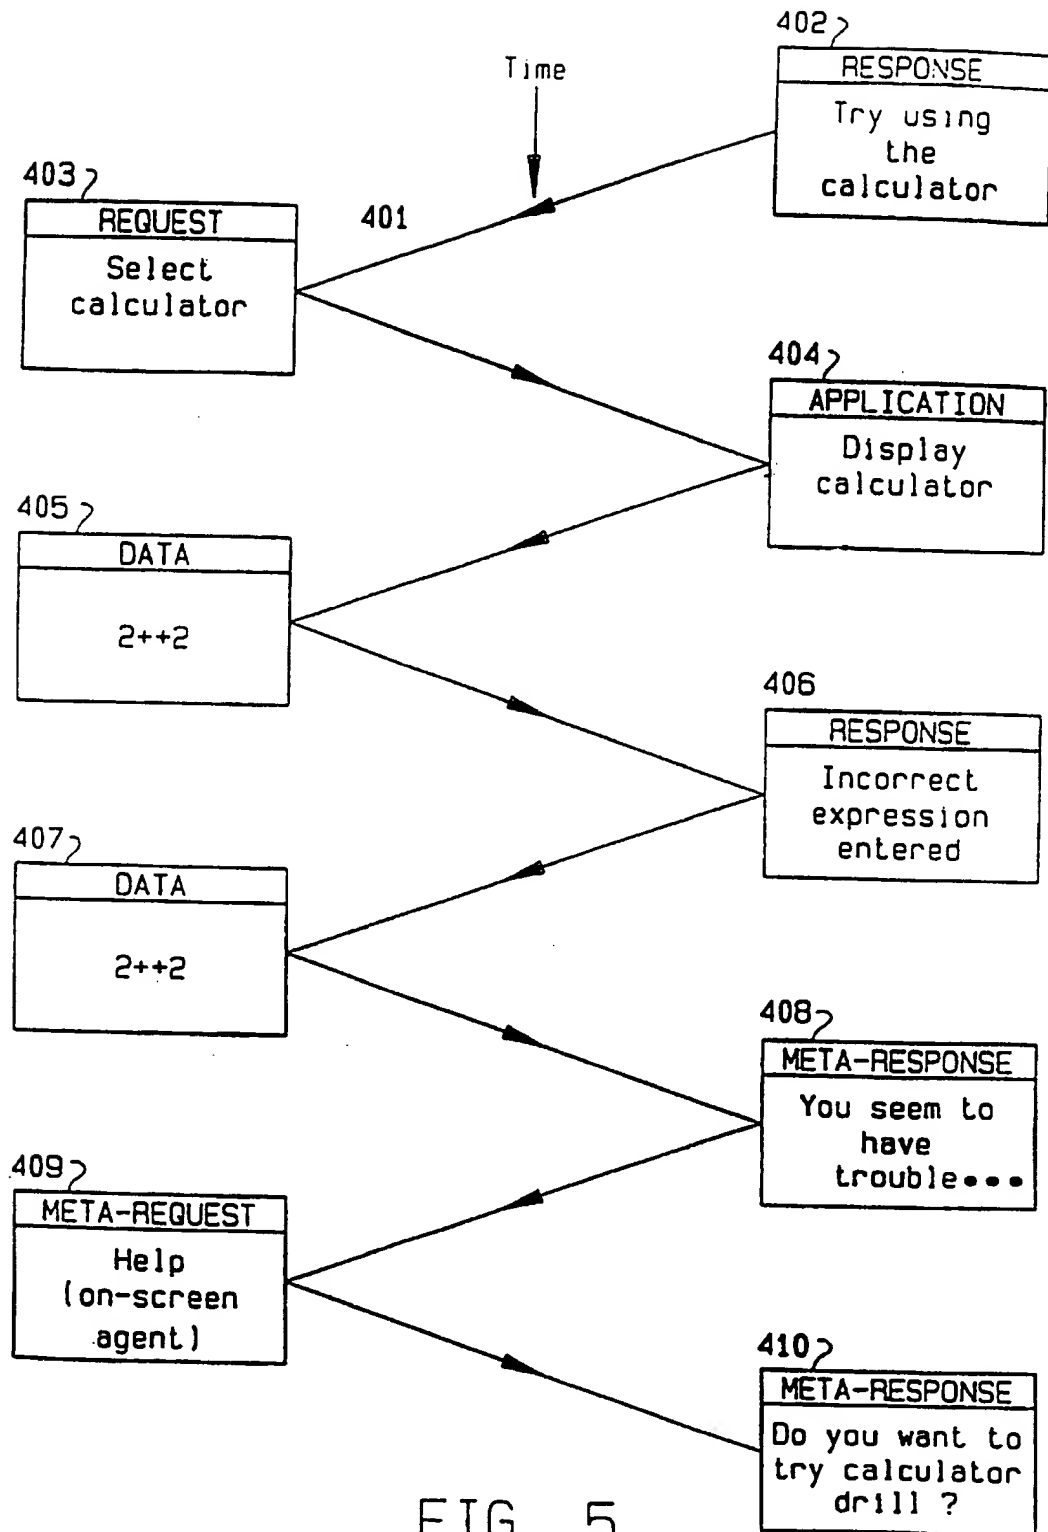 402
RESPONSE
Try using
the
calculator
Time
403
REQUEST
Select
calculator
401
404
APPLICATION
Display
calculator
405
DATA
2++2
406
RESPONSE
Incorrect
expression
entered
407
DATA
2++2
408
META-RESPONSE
You seem to
have
trouble•••
409
META-REQUEST
Help
(on-screen
agent)
410
META-RESPONSE
Do you want to
try calculator
drill ?
FIG 5